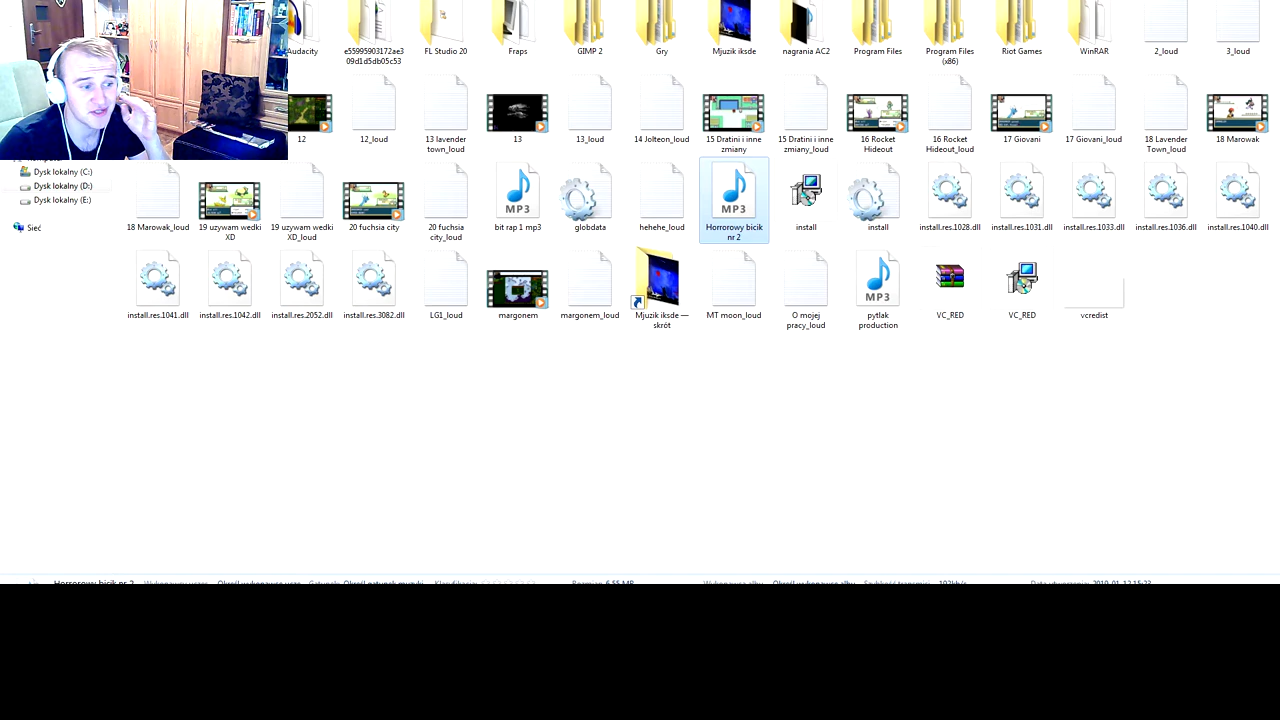 Audacity
e55995903172ae3
09d1d5db05c53
FL Studio 20
Fraps
GIMP 2
Gry
Mjuzik iksde
nagrania AC2
Program Files
Program Files
(x86)
Riot Games
WinRAR
2_loud
3_loud
12
12_loud
13 lavender
town_loud
13
13_loud
14 Jolteon_loud
15 Dratini i inne
zmiany
15 Dratini i inne
zmiany_loud
16 Rocket
Hideout
16 Rocket
Hideout_loud
17 Giovani
17 Giovani_loud
18 Lavender
Town_loud
18 Marowak
Dysk lokalny (C:)
Dysk lokalny (D:)
Dysk lokalny (E:)
Sieć
18 Marowak_loud
19 uzywam wedki
XD
19 uzywam wedki
XD_loud
20 fuchsia city
20 fuchsia
city_loud
MP3
bit rap 1 mp3
globdata
hehehe_loud
MP3
Horrorowy bicik
nr 2
install
install
install.res.1028.dll
install.res.1031.dll
install.res.1033.dll
install.res.1036.dll
install.res.1040.dll
install.res.1041.dll
install.res.1042.dll
install.res.2052.dll
install.res.3082.dll
LG1_loud
margonem
margonem_loud
Mjuzik iksde —
skrót
MT moon_loud
O mojej
pracy_loud
MP3
pytlak
production
VC_RED
VC_RED
vcredist